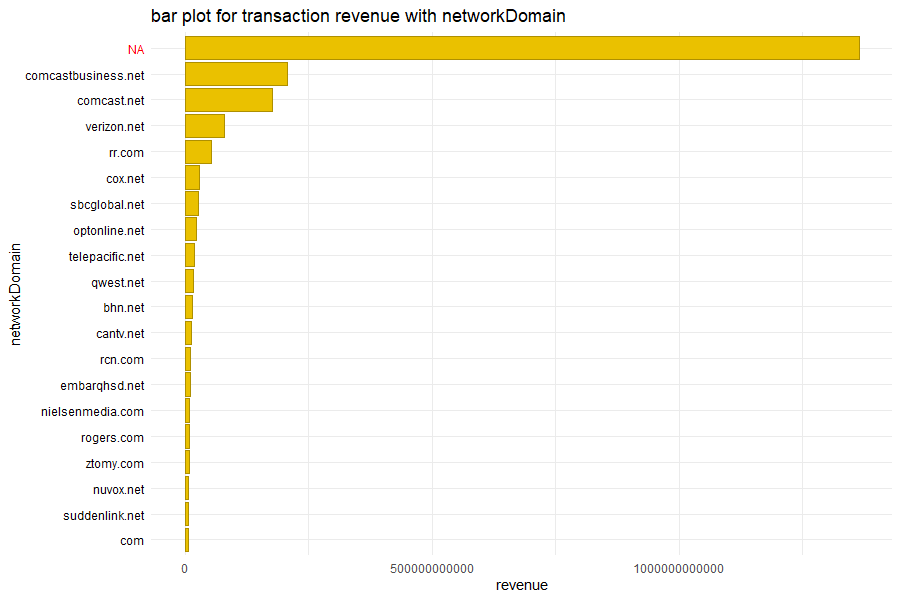 bar plot for transaction revenue with networkDomain
NA
comcastbusiness.net
comcast.net
verizon.net
rr.com
cox.net
sbcglobal.net
optonline.net
telepacific.net
qwest.net
bhn.net
cantv.net
rcn.com
embarqhsd.net
nielsenmedia.com
rogers.com
ztomy.com
nuvox.net
suddenlink.net
com
networkDomain
0 500000000000 1000000000000
revenue